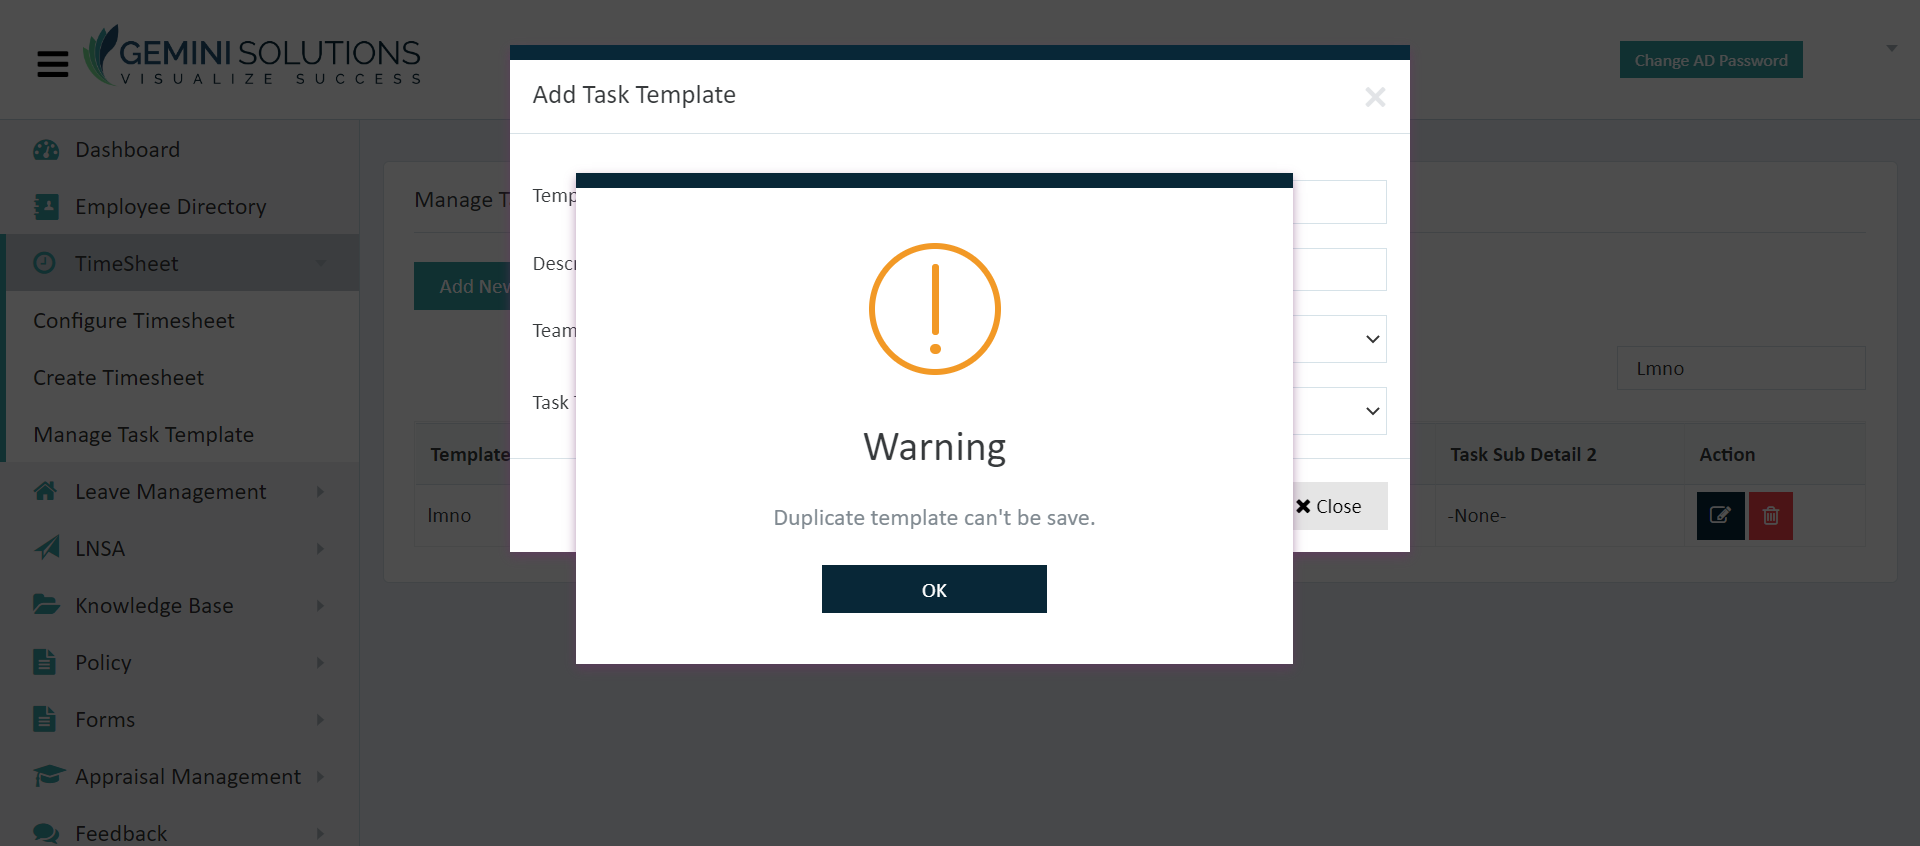 GEMINI SOLUTIONS
VISUALIZE SUCCESS
Change AD Password
Dashboard
Employee Directory
TimeSheet
Configure Timesheet
Create Timesheet
Manage Task Template
Leave Management
LNSA
Knowledge Base
Policy
Forms
Appraisal Management
Feedback
Manage T
Add New
Lmno
Template
Task Sub Detail 2
Action
lmno
-None-
Add Task Template
Temp
Descr
Team
Task
Close
Warning
Duplicate template can't be save.
OK